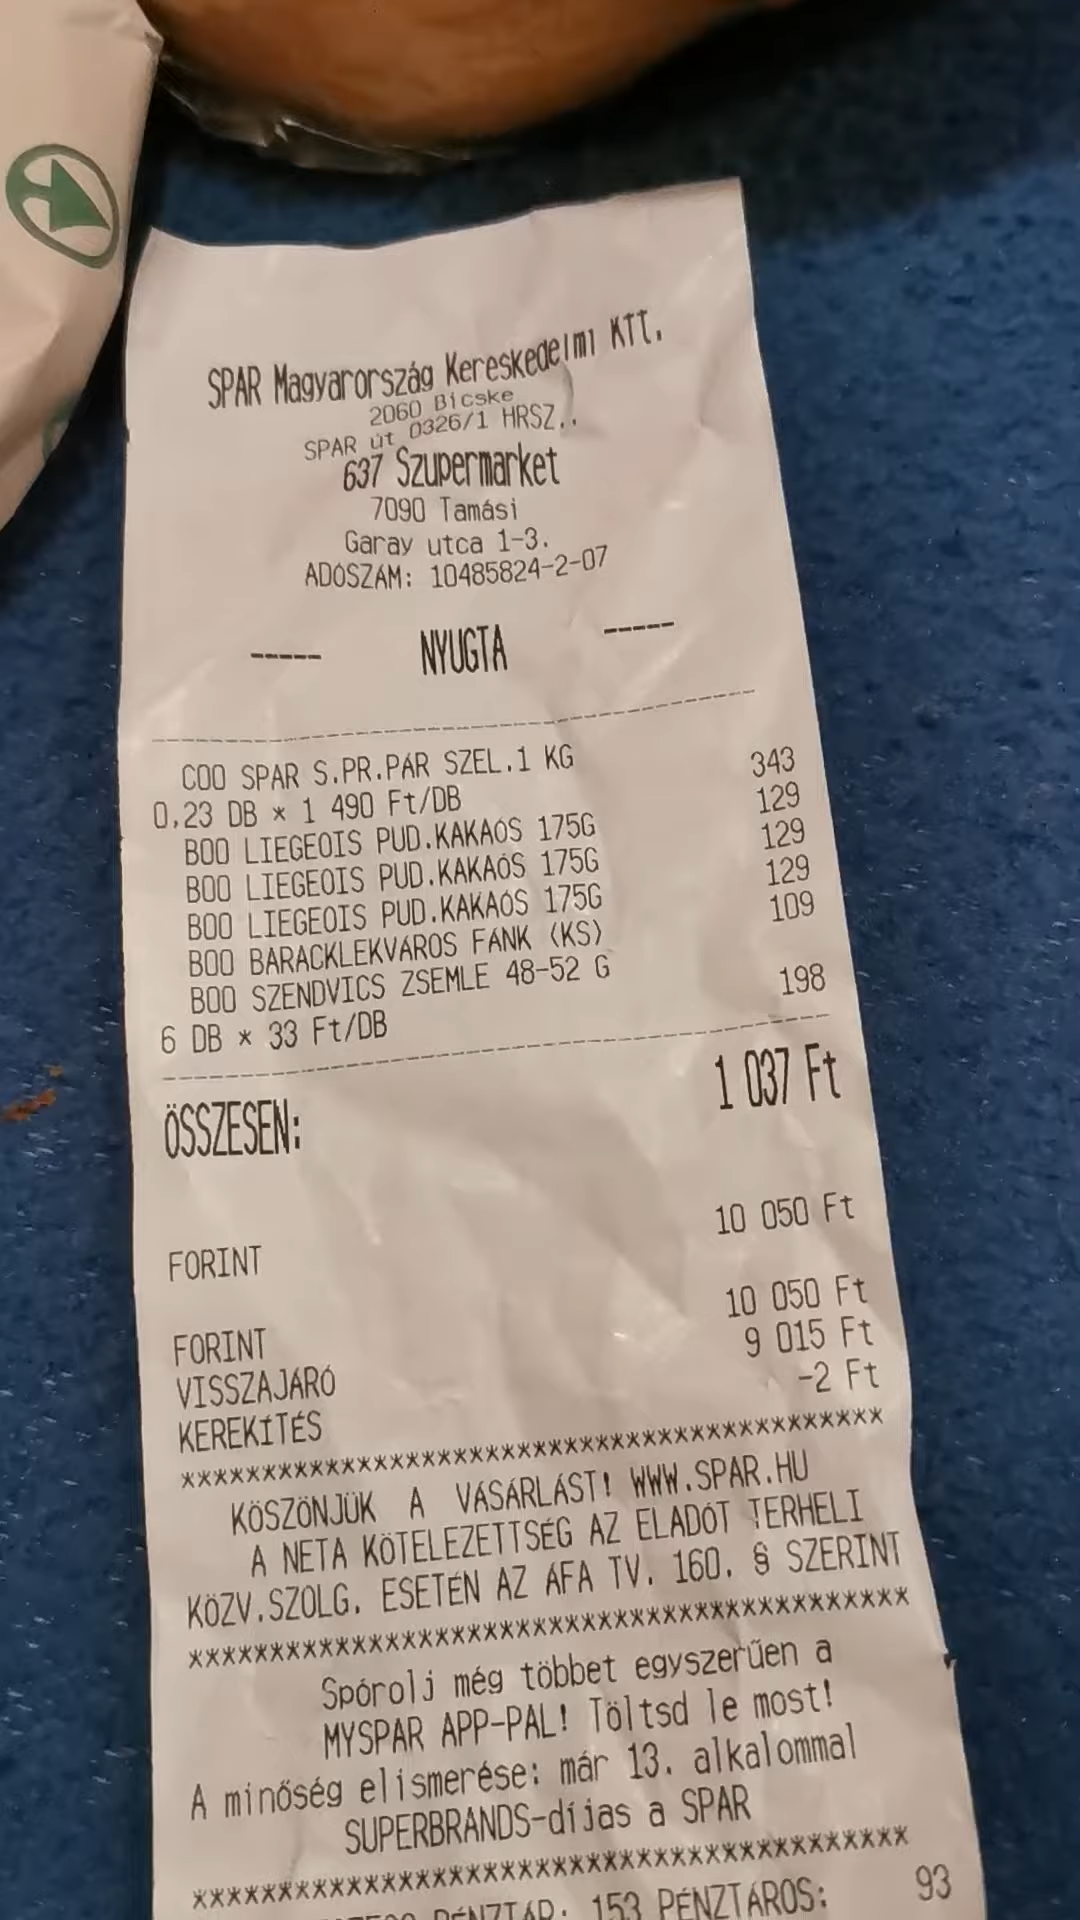 SPAR Magyarország Kereskedelmi Kft.
2060 Bicske
SPAR út 0326/1 HRSZ..
637 Szupermarket
7090 Tamási
Garay utca 1-3.
ADÓSZÁM: 10485824-2-07
----- NYUGTA -----
C00 SPAR S.PR.PÁR SZEL.1 KG
0,23 DB * 1 490 Ft/DB 343
B00 LIEGEOIS PUD.KAKAÓS 175G 129
B00 LIEGEOIS PUD.KAKAÓS 175G 129
B00 LIEGEOIS PUD.KAKAÓS 175G 129
B00 BARACKLEKVÁROS FÁNK (KS) 109
B00 SZENDVICS ZSEMLE 48-52 G
6 DB * 33 Ft/DB 198
ÖSSZESEN: 1 037 Ft
FORINT 10 050 Ft
FORINT 10 050 Ft
VISSZAJÁRÓ 9 015 Ft
KEREKÍTÉS -2 Ft
****************************************
KÖSZÖNJÜK A VÁSÁRLÁST! WWW.SPAR.HU
A NETA KÖTELEZETTSÉG AZ ELADÓT TERHELI
KÖZV.SZOLG. ESETÉN AZ ÁFA TV. 160. § SZERINT
****************************************
Spórolj még többet egyszerűen a
MYSPAR APP-PAL! Töltsd le most!
A minőség elismerése: már 13. alkalommal
SUPERBRANDS-díjas a SPAR
****************************************
153 PÉNZTÁROS: 93